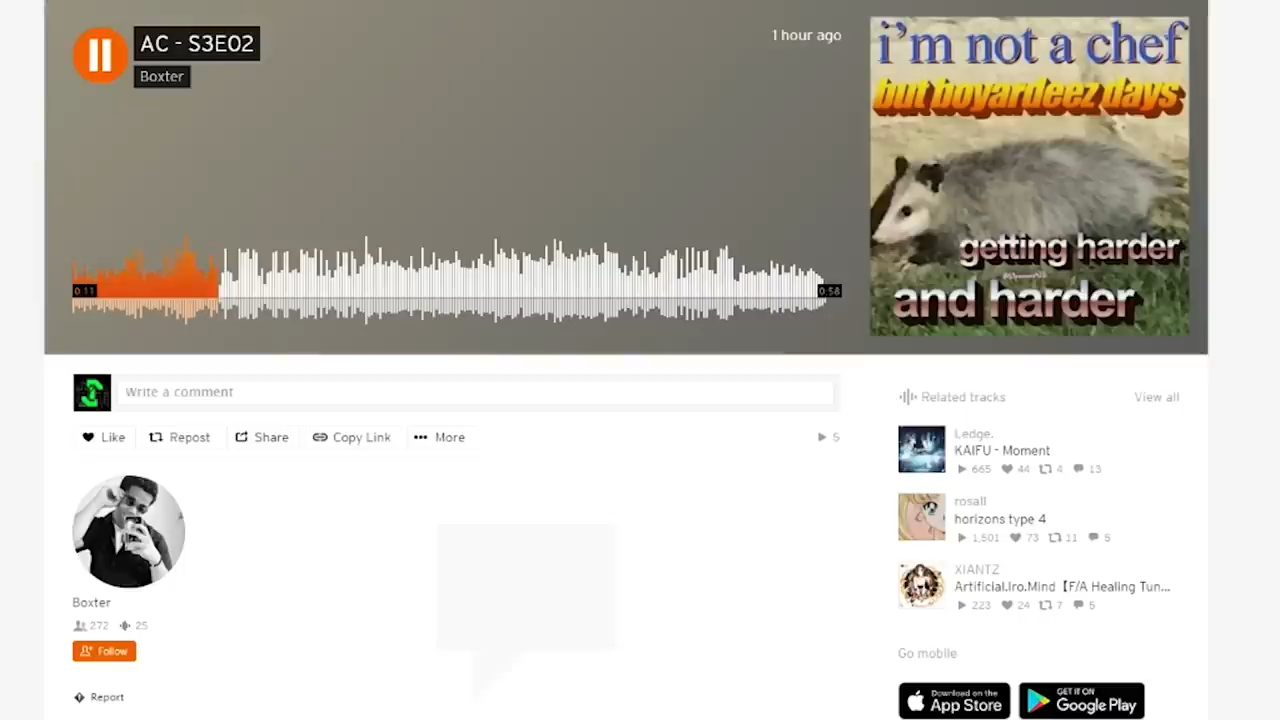 AC - S3E02
Boxter
1 hour ago
i'm not a chef
but boyardeez days
getting harder
and harder
0:11
0:58
Write a comment
Like
Repost
Share
Copy Link
More
5
Boxter
272
25
Follow
Report
Related tracks
View all
Ledge.
KAIFU - Moment
665
44
4
13
rosall
horizons type 4
1,501
73
11
5
XIANTZ
Artificial.Iro.Mind【F/A Healing Tun...
223
24
7
5
Go mobile
Download on the
App Store
GET IT ON
Google Play